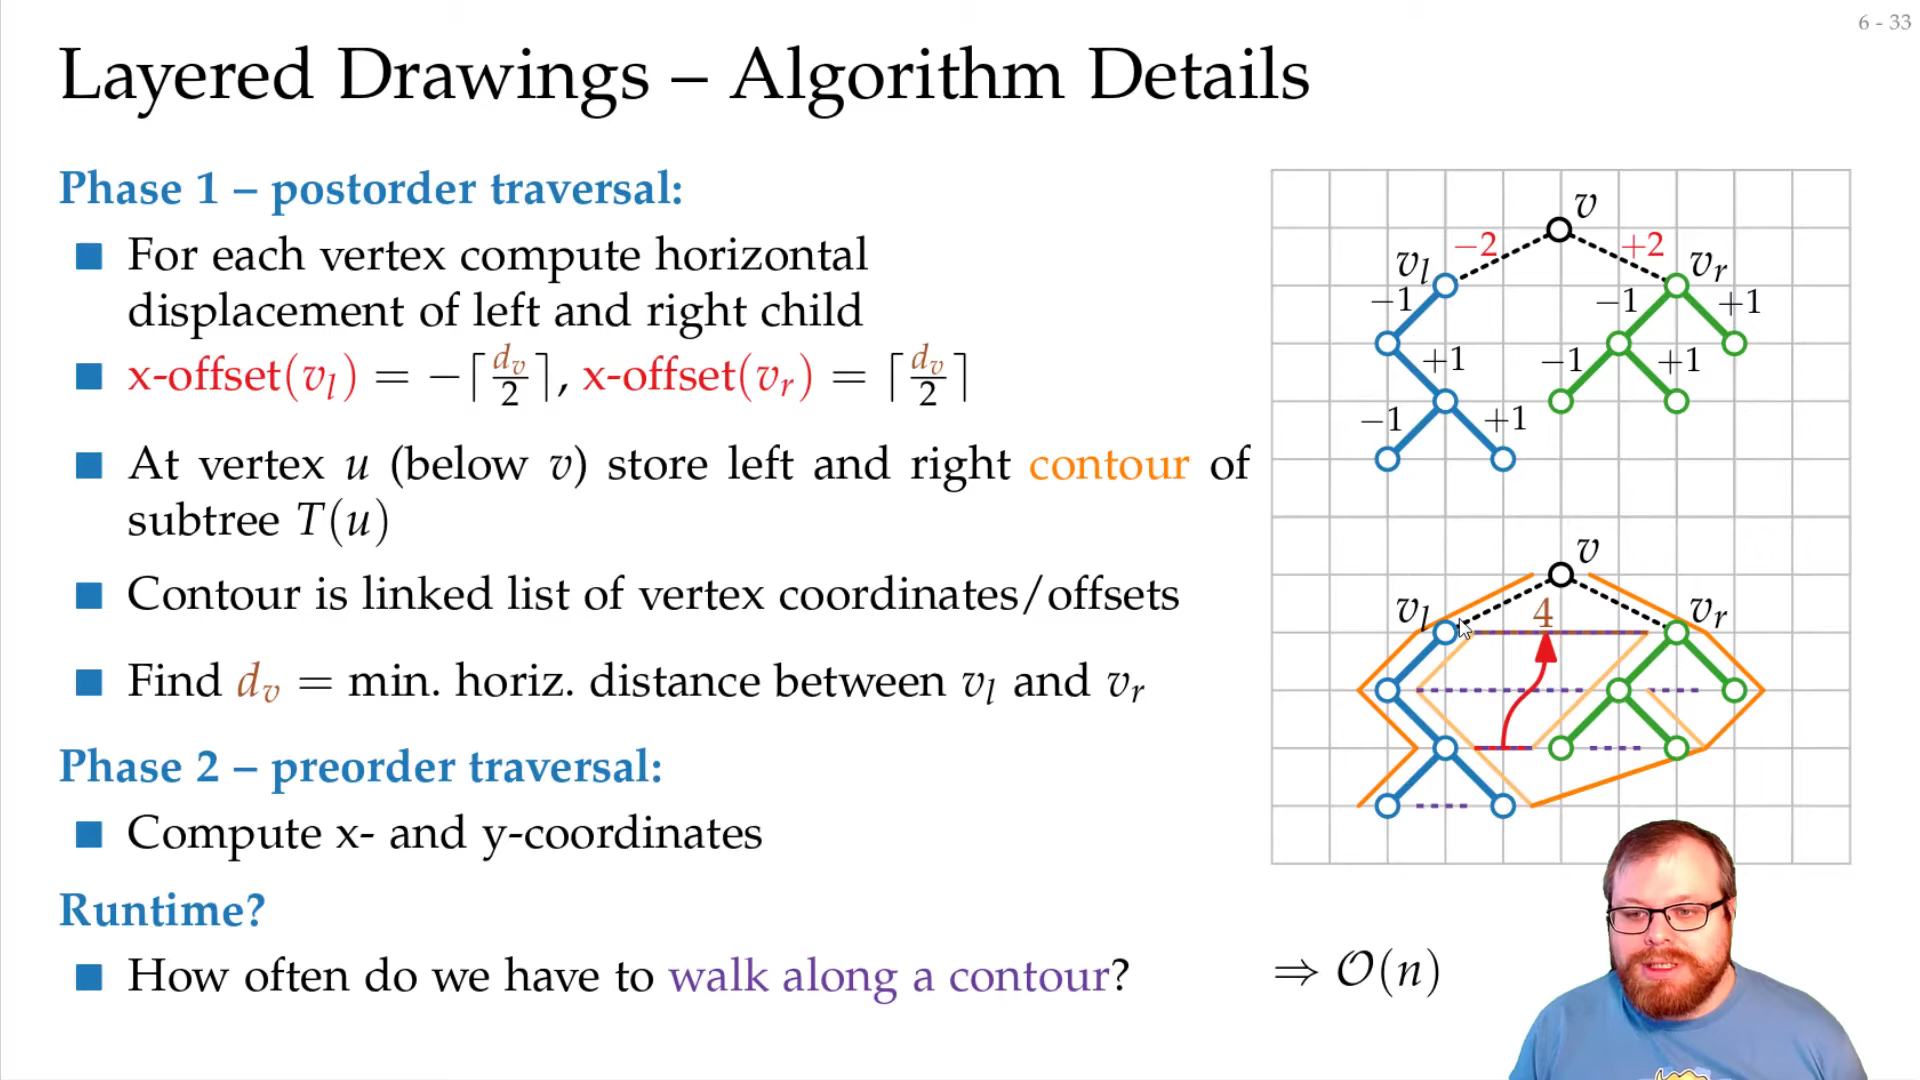 6 - 33
Layered Drawings – Algorithm Details
Phase 1 – postorder traversal:
For each vertex compute horizontal
displacement of left and right child
x-offset(v_l) = −⌈d_v/2⌉, x-offset(v_r) = ⌈d_v/2⌉
At vertex u (below v) store left and right contour of
subtree T(u)
Contour is linked list of vertex coordinates/offsets
Find d_v = min. horiz. distance between v_l and v_r
Phase 2 – preorder traversal:
Compute x- and y-coordinates
Runtime?
How often do we have to walk along a contour?
⇒ O(n)
v
−2 +2
v_l v_r
−1 −1 +1
+1 −1 +1
−1 +1
v
v_l 4 v_r